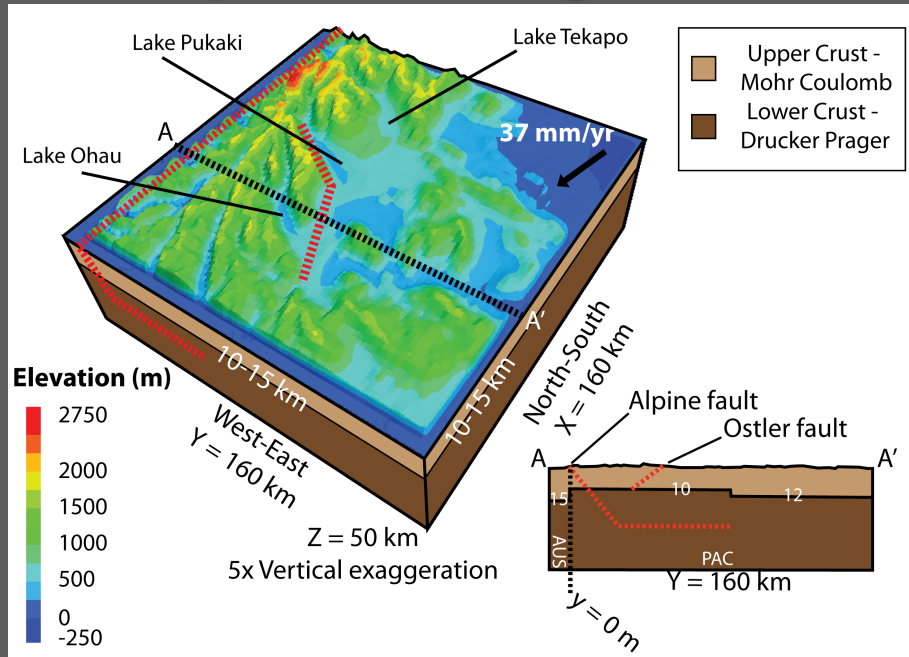 Lake Pukaki
Lake Tekapo
Upper Crust -
Mohr Coulomb
Lower Crust -
Drucker Prager
37 mm/yr
A
Lake Ohau
A'
10-15 km
10-15 km
North-South
X = 160 km
West-East
Y = 160 km
Z = 50 km
5x Vertical exaggeration
Elevation (m)
2750
2000
1500
1000
500
0
-250
Alpine fault
Ostler fault
A
A'
15
10
12
AUS
PAC
Y = 160 km
y = 0 m